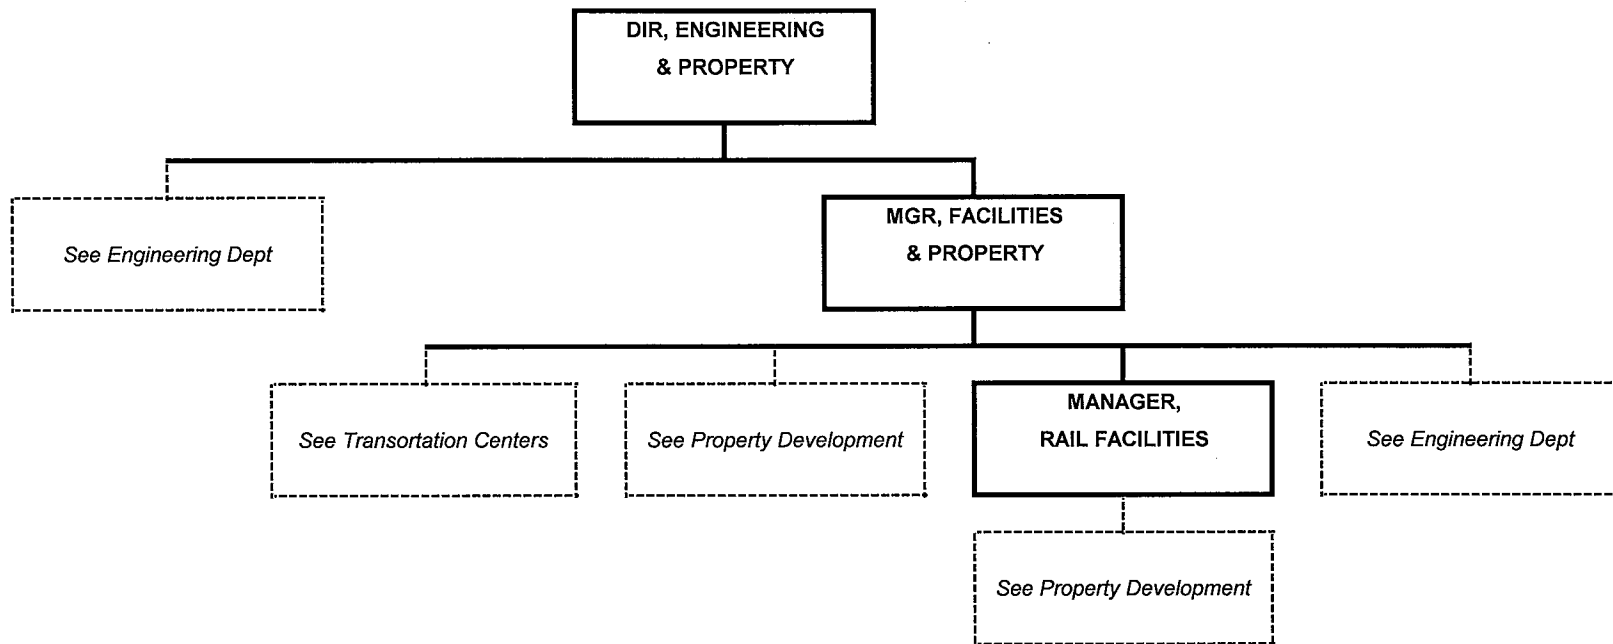 DIR, ENGINEERING
& PROPERTY
See Engineering Dept
MGR, FACILITIES
& PROPERTY
See Transortation Centers
See Property Development
MANAGER,
RAIL FACILITIES
See Engineering Dept
See Property Development